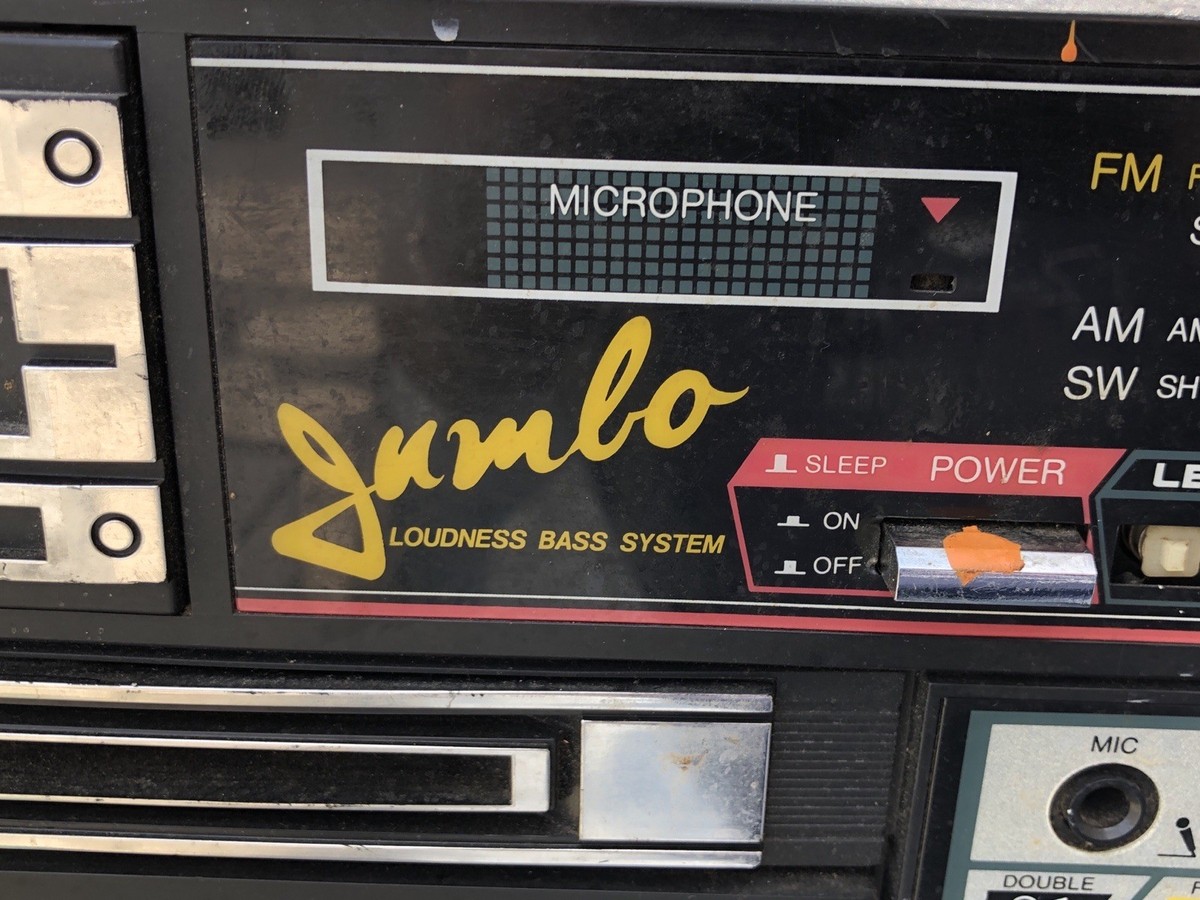 MICROPHONE
FM
AM
SW
Jumbo
LOUDNESS BASS SYSTEM
SLEEP POWER
ON
OFF
MIC
DOUBLE